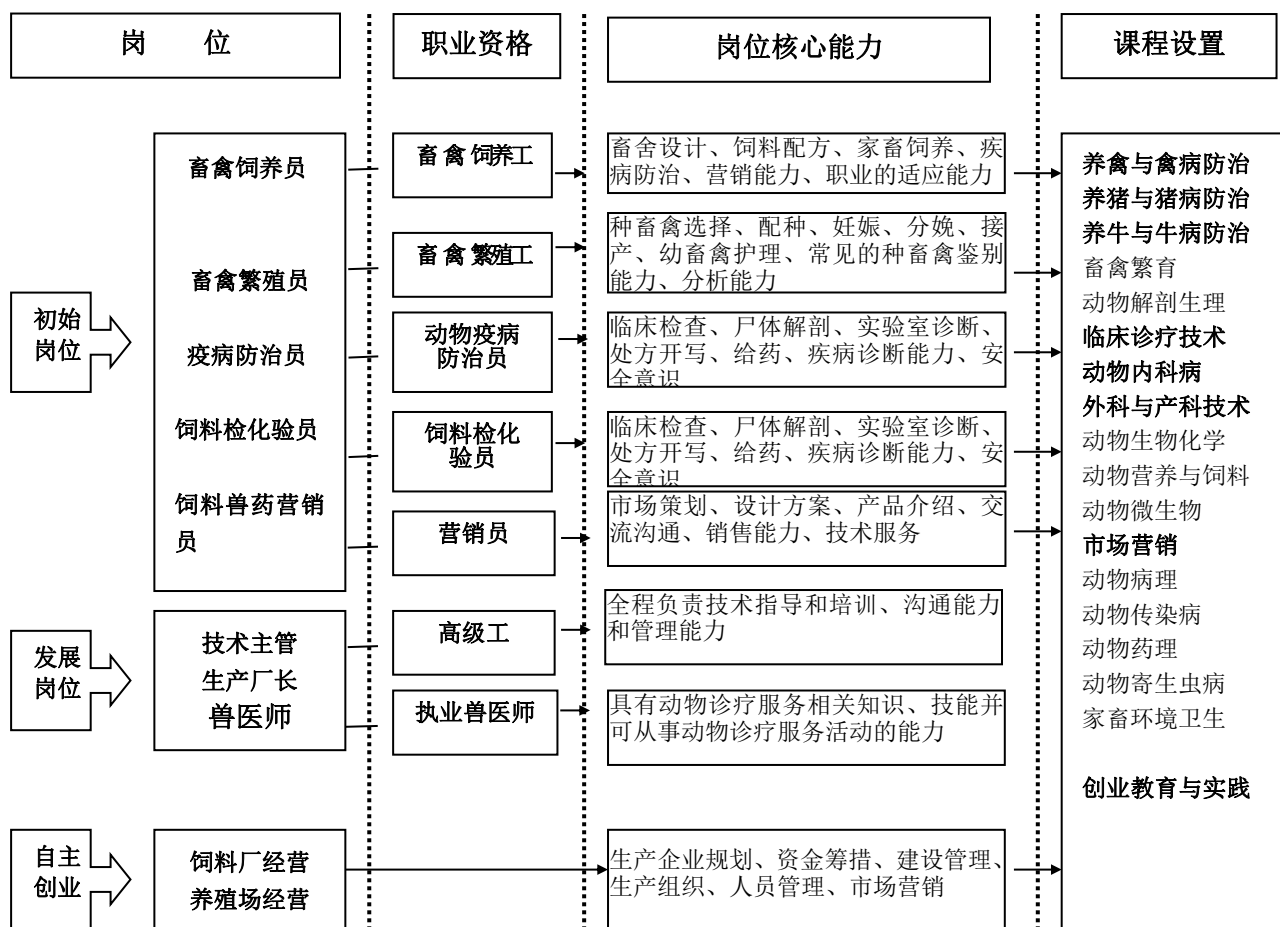 岗 位
职业资格
岗位核心能力
课程设置
初始
岗位
畜禽饲养员
畜禽繁殖员
疫病防治员
饲料检化验员
饲料兽药营销
员
畜禽饲养工
畜禽繁殖工
动物疫病
防治员
饲料检化
验员
营销员
畜舍设计、饲料配方、家畜饲养、疾
病防治、营销能力、职业的适应能力
种畜禽选择、配种、妊娠、分娩、接
产、幼畜禽护理、常见的种畜禽鉴别
能力、分析能力
临床检查、尸体解剖、实验室诊断、
处方开写、给药、疾病诊断能力、安
全意识
临床检查、尸体解剖、实验室诊断、
处方开写、给药、疾病诊断能力、安
全意识
市场策划、设计方案、产品介绍、交
流沟通、销售能力、技术服务
发展
岗位
技术主管
生产厂长
兽医师
高级工
执业兽医师
全程负责技术指导和培训、沟通能力
和管理能力
具有动物诊疗服务相关知识、技能并
可从事动物诊疗服务活动的能力
自主
创业
饲料厂经营
养殖场经营
生产企业规划、资金筹措、建设管理、
生产组织、人员管理、市场营销
养禽与禽病防治
养猪与猪病防治
养牛与牛病防治
畜禽繁育
动物解剖生理
临床诊疗技术
动物内科病
外科与产科技术
动物生物化学
动物营养与饲料
动物微生物
市场营销
动物病理
动物传染病
动物药理
动物寄生虫病
家畜环境卫生
创业教育与实践